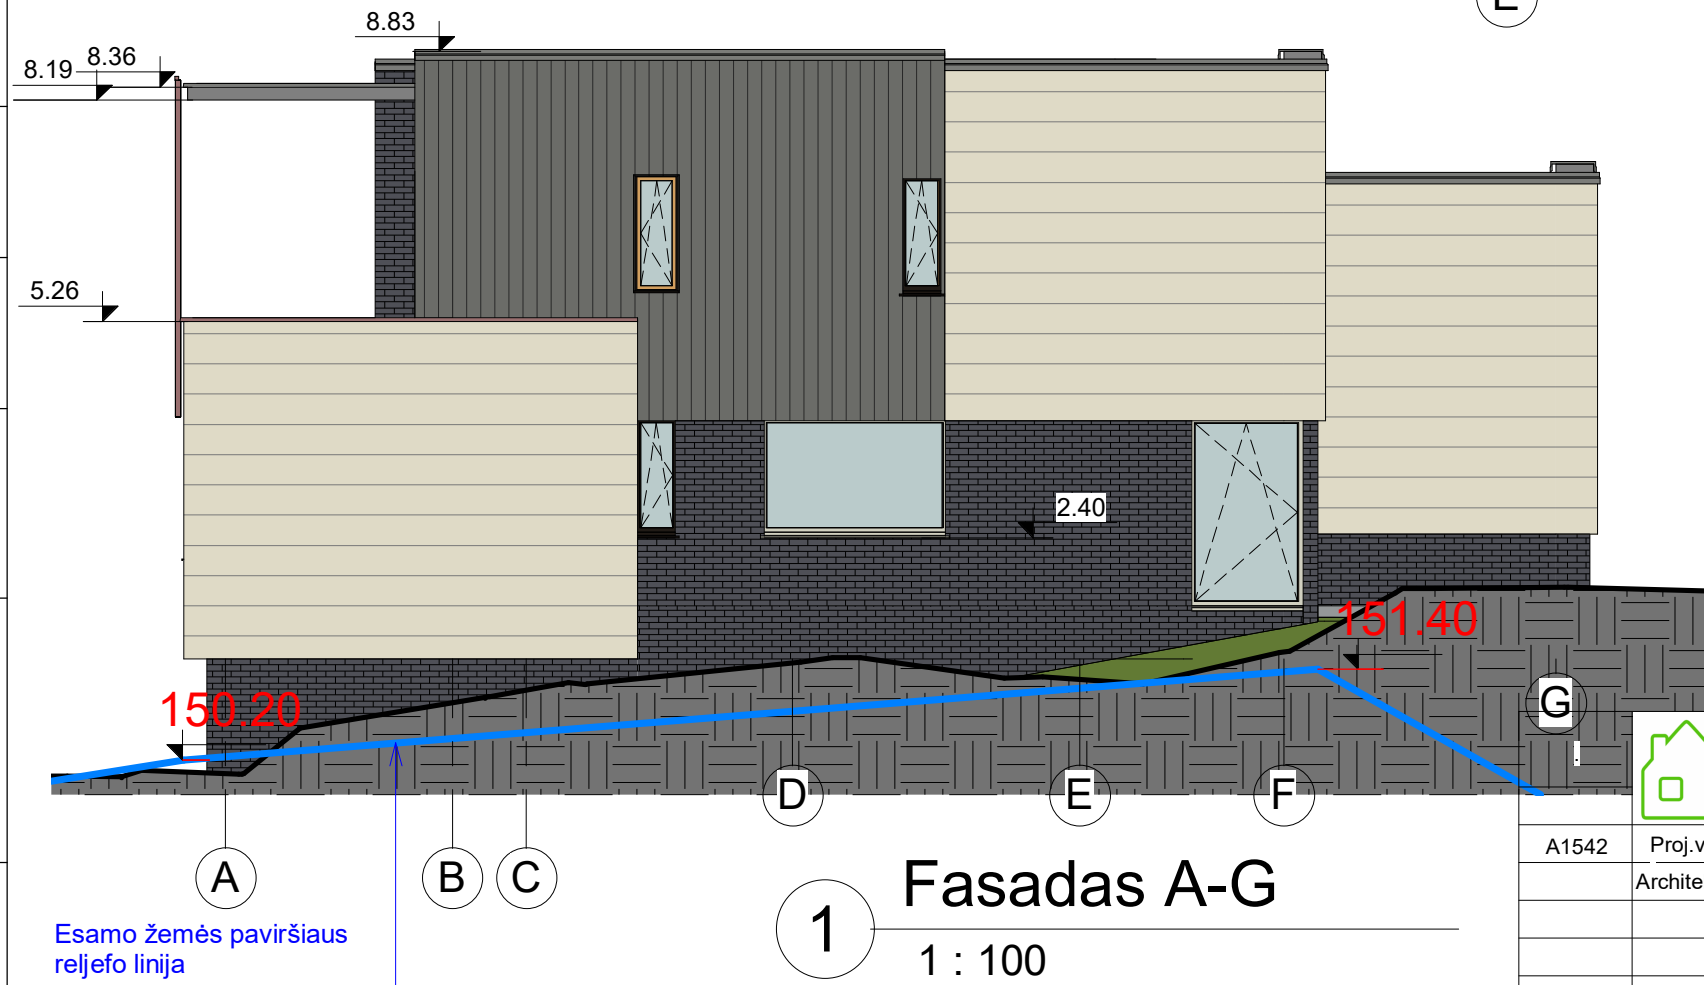 E
8.83
8.36
8.19
5.26
2.40
151.40
150.20
G
D
E
F
A
B
C
A1542
Proj.v
Archite
Fasadas A-G
1
1 : 100
Esamo žemės paviršiaus
reljefo linija